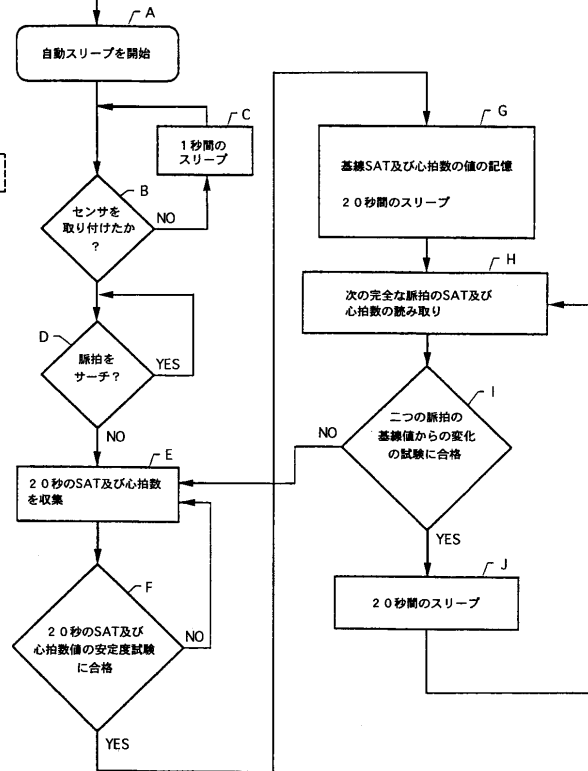 A
自動スリープを開始
C
1秒間の
スリープ
B
センサを
取り付けたか
?
NO
D
脈拍を
サーチ?
YES
NO
E
20秒のSAT及び心拍数
を収集
F
20秒のSAT及び
心拍数値の安定度試験
に合格
NO
YES
G
基線SAT及び心拍数の値の記憶
20秒間のスリープ
H
次の完全な脈拍のSAT及び
心拍数の読み取り
I
二つの脈拍の
基線値からの変化
の試験に合格
NO
YES
J
20秒間のスリープ